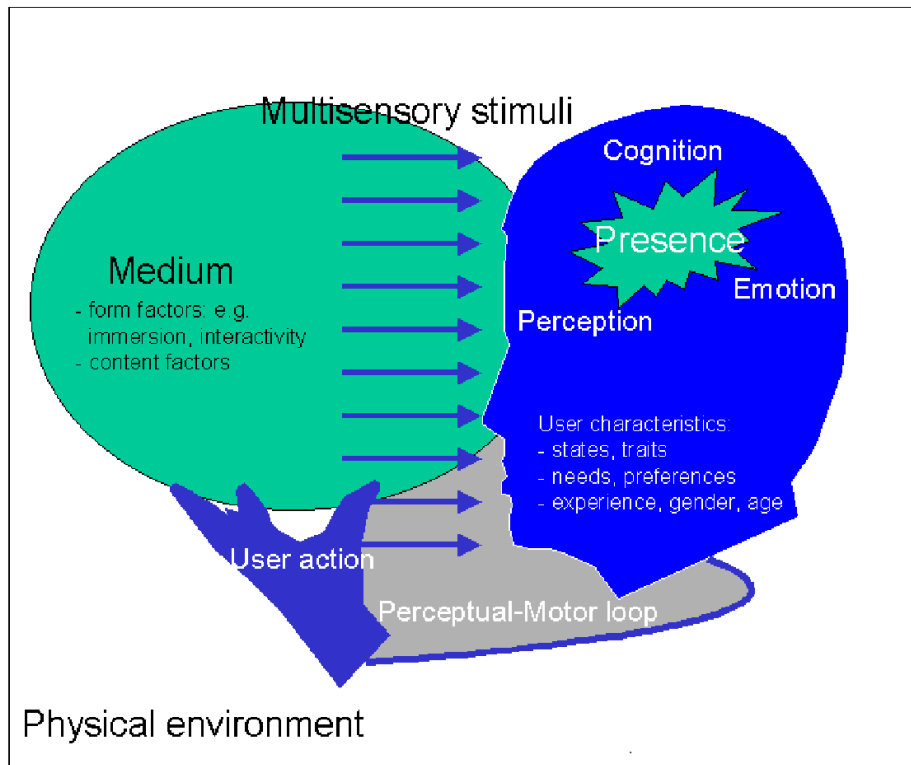 Multisensory stimuli
Cognition
Presence
Medium
Emotion
- form factors: e.g.
immersion, interactivity
- content factors
Perception
User characteristics:
- states, traits
- needs, preferences
- experience, gender, age
User action
Perceptual-Motor loop
Physical environment